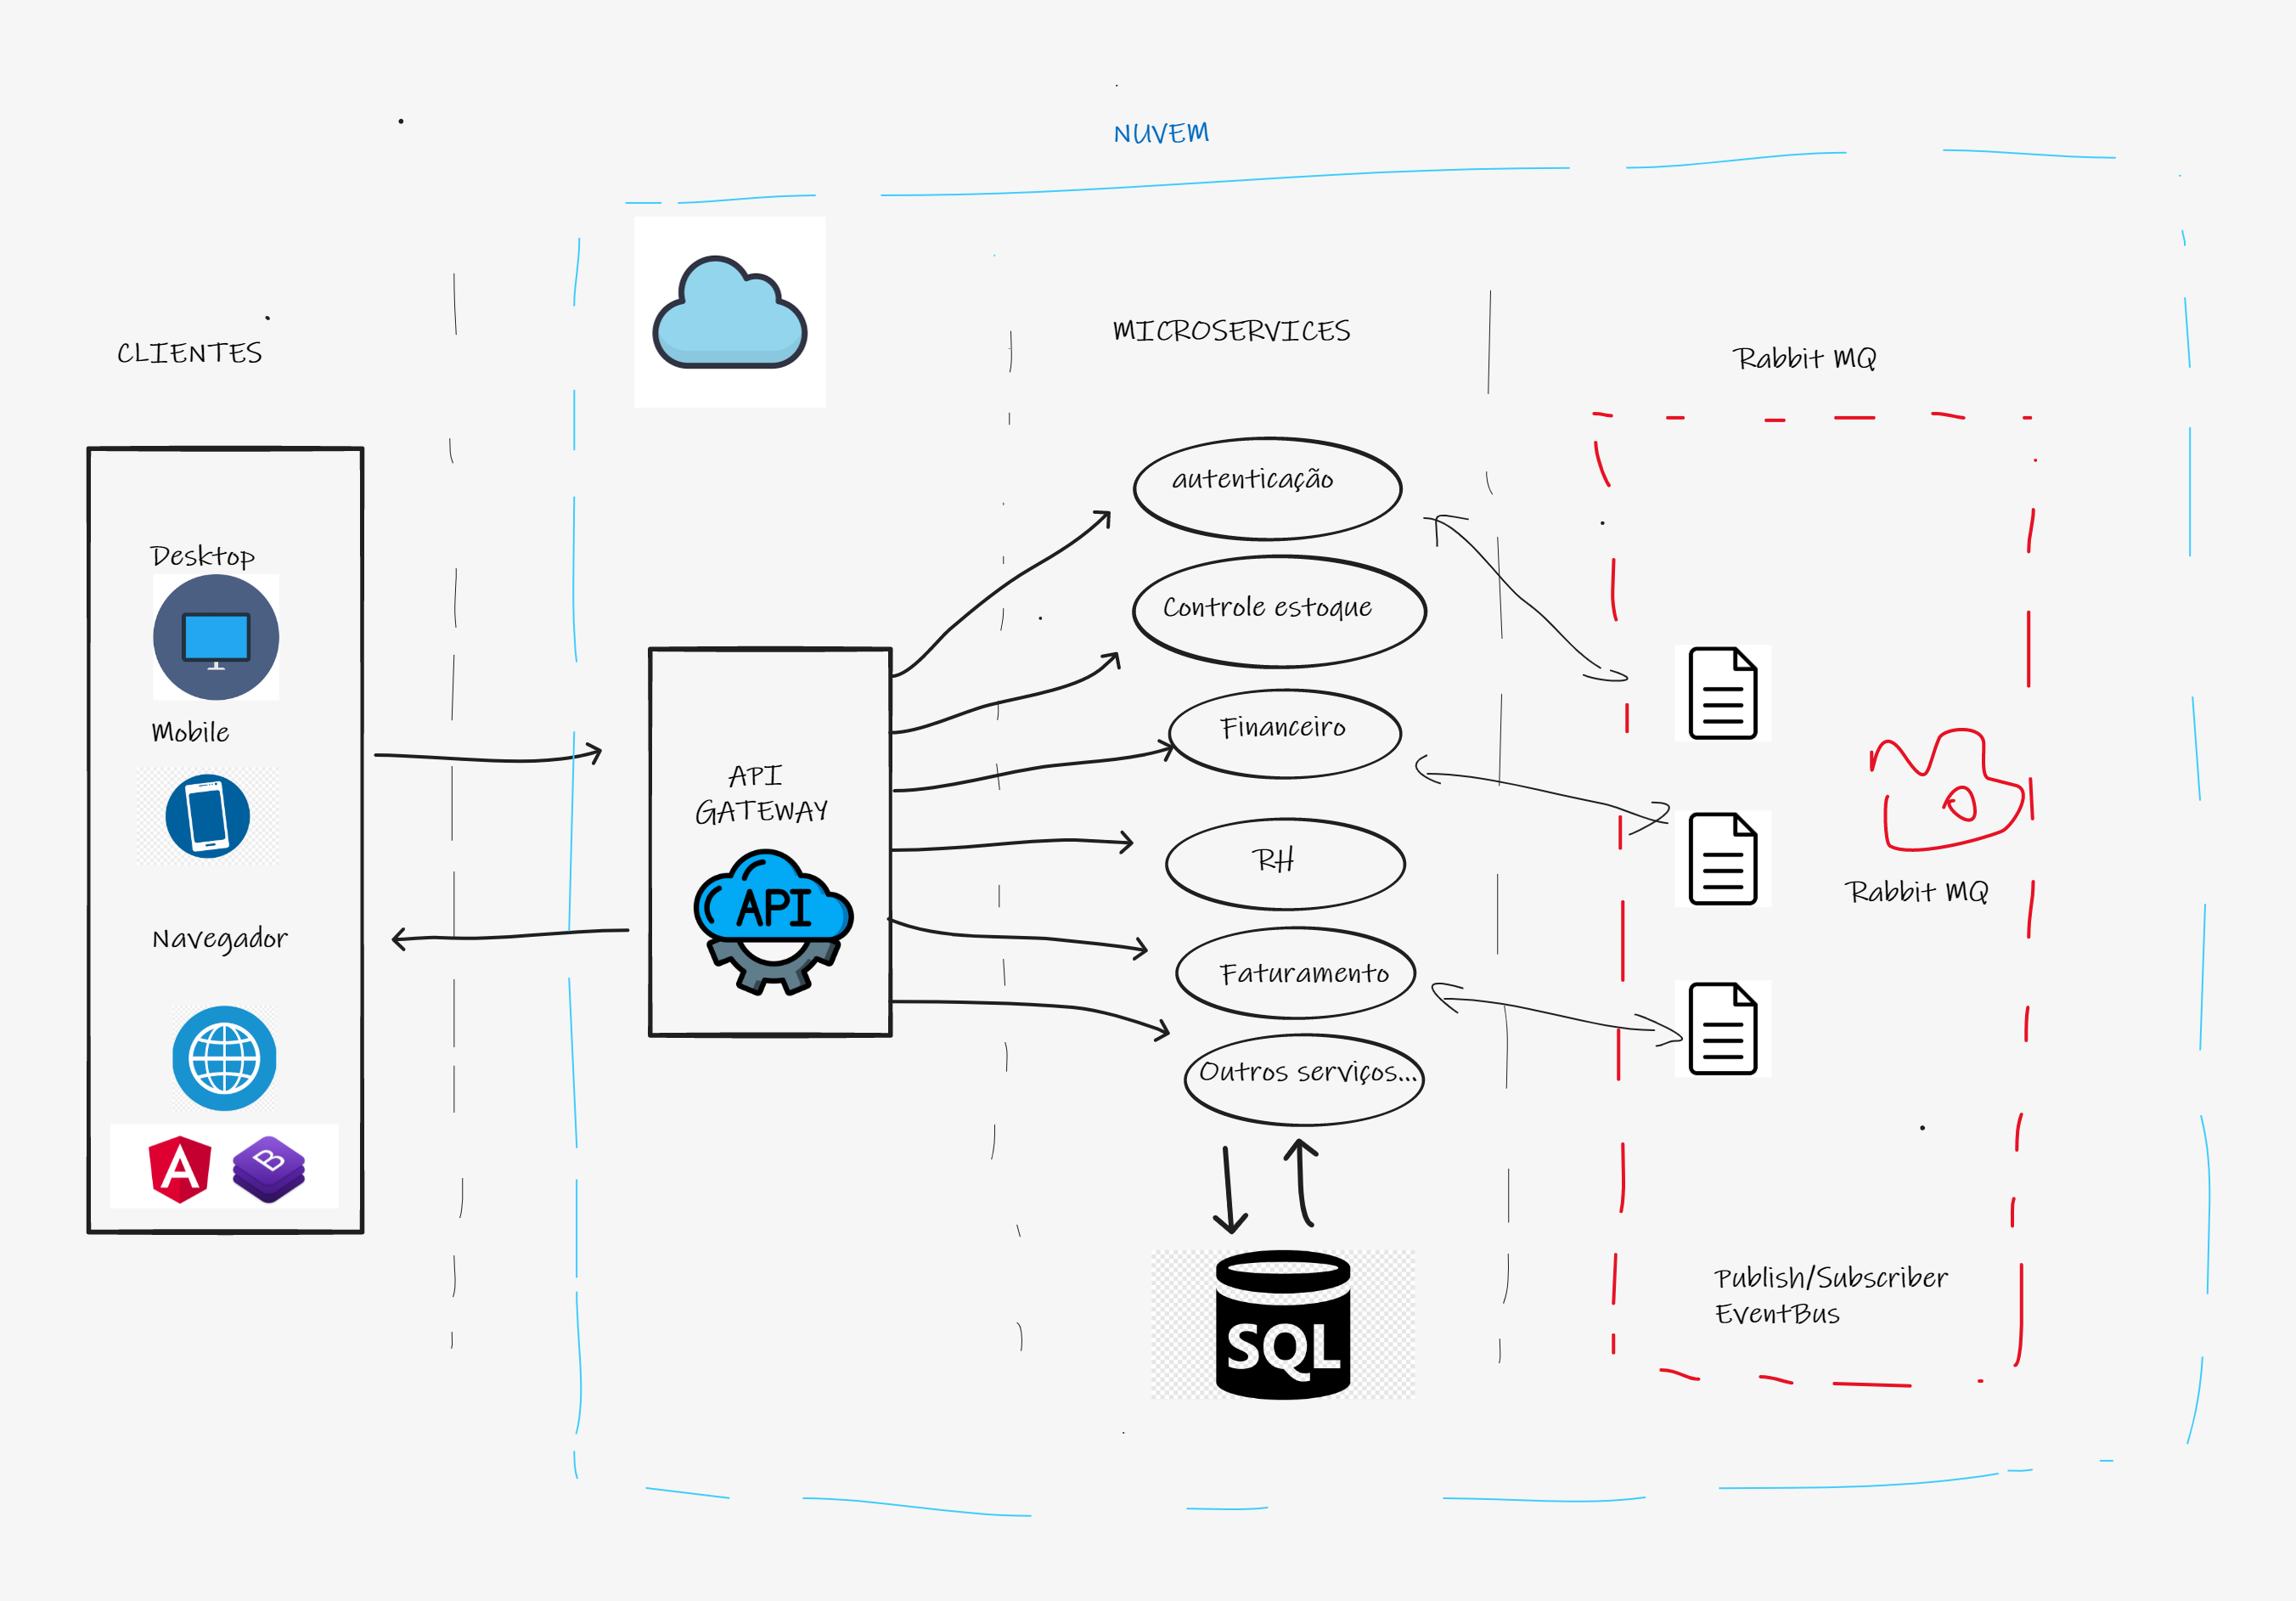 NUVEM
CLIENTES
MICROSERVICES
Rabbit MQ
Desktop
Mobile
Navegador
A
B
API
GATEWAY
API
autenticação
Controle estoque
Financeiro
RH
Faturamento
Outros serviços...
SQL
Rabbit MQ
Publish/Subscriber
EventBus